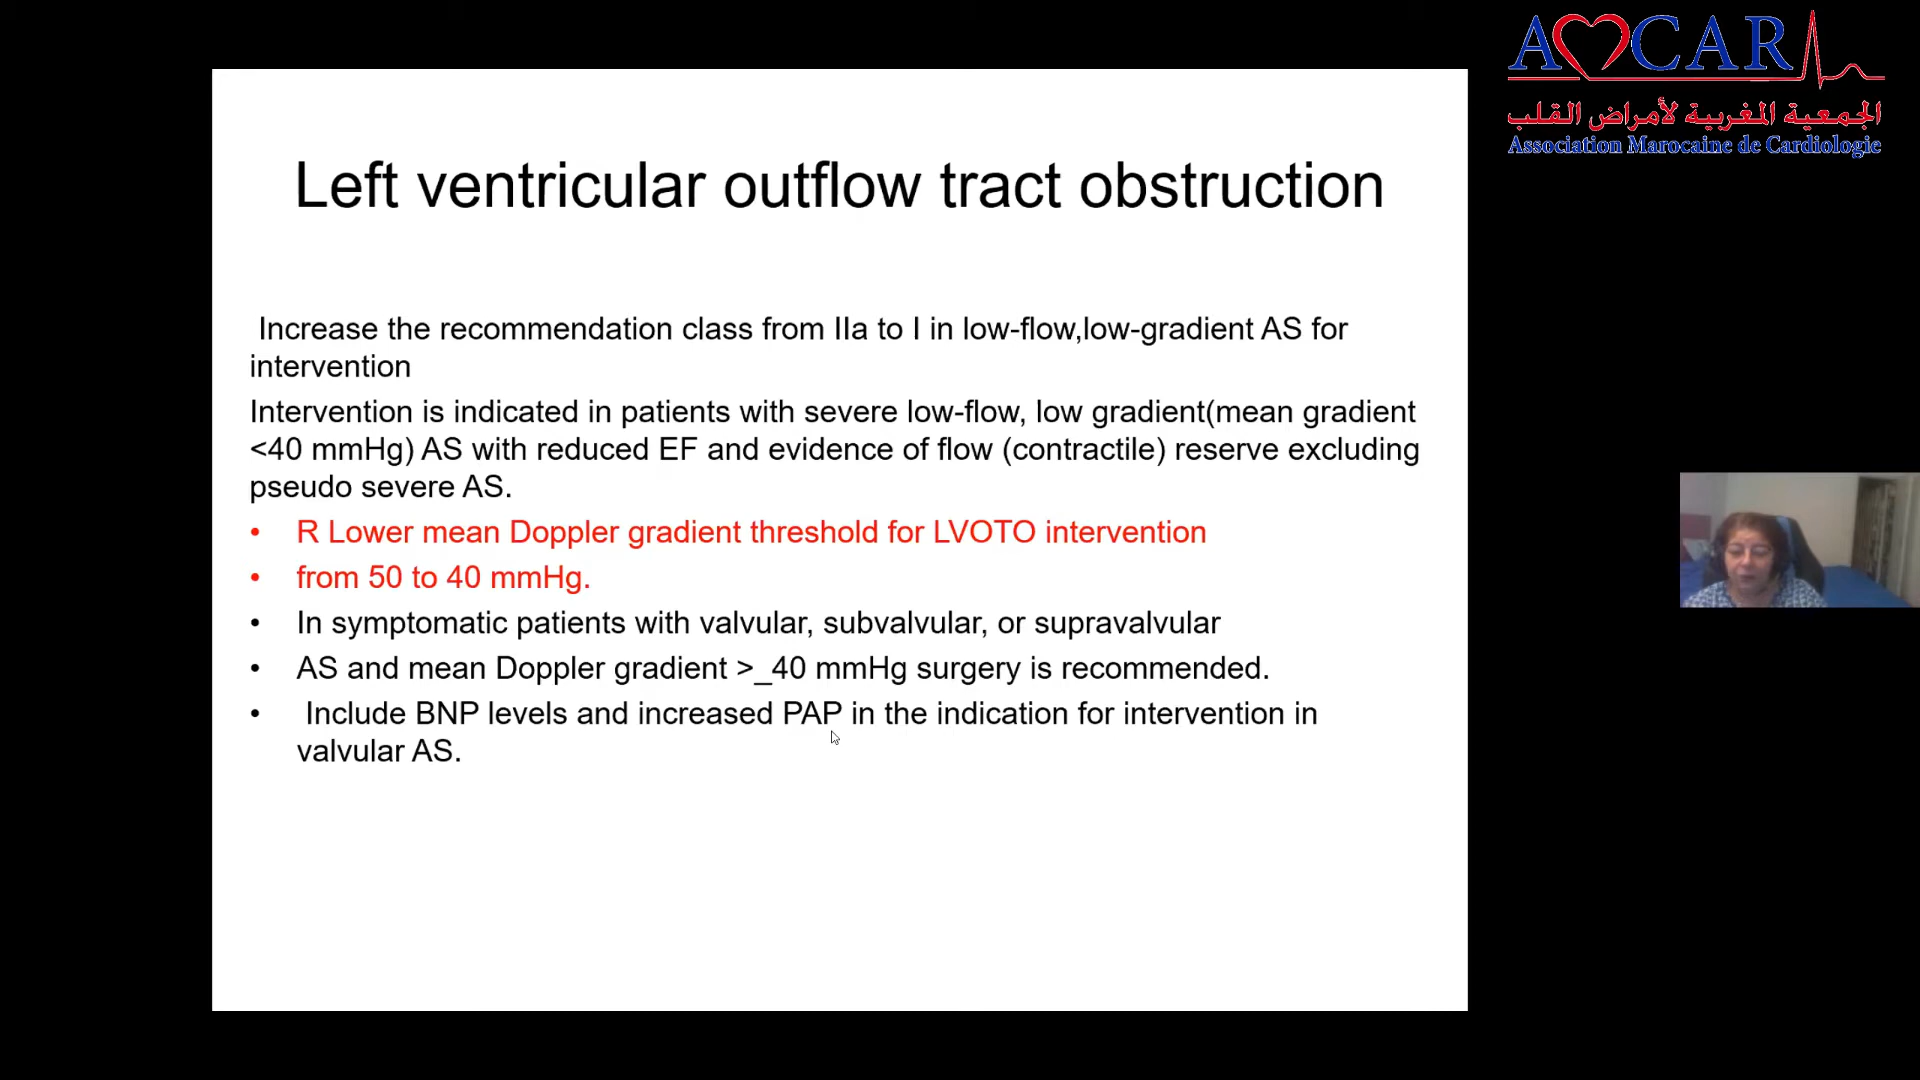 AMCAR
الجمعية المغربية لأمراض القلب
Association Marocaine de Cardiologie
Left ventricular outflow tract obstruction
Increase the recommendation class from IIa to I in low-flow,low-gradient AS for
intervention
Intervention is indicated in patients with severe low-flow, low gradient(mean gradient
<40 mmHg) AS with reduced EF and evidence of flow (contractile) reserve excluding
pseudo severe AS.
• R Lower mean Doppler gradient threshold for LVOTO intervention
• from 50 to 40 mmHg.
• In symptomatic patients with valvular, subvalvular, or supravalvular
• AS and mean Doppler gradient >_40 mmHg surgery is recommended.
• Include BNP levels and increased PAP in the indication for intervention in
valvular AS.